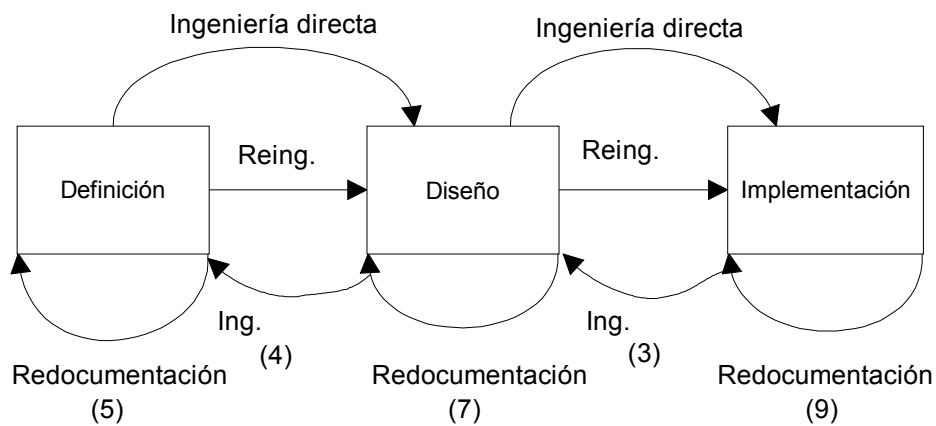 Ingeniería directa
Ingeniería directa
Reing.
Reing.
Definición
Diseño
Implementación
Ing.
(4)
Ing.
(3)
Redocumentación
(5)
Redocumentación
(7)
Redocumentación
(9)